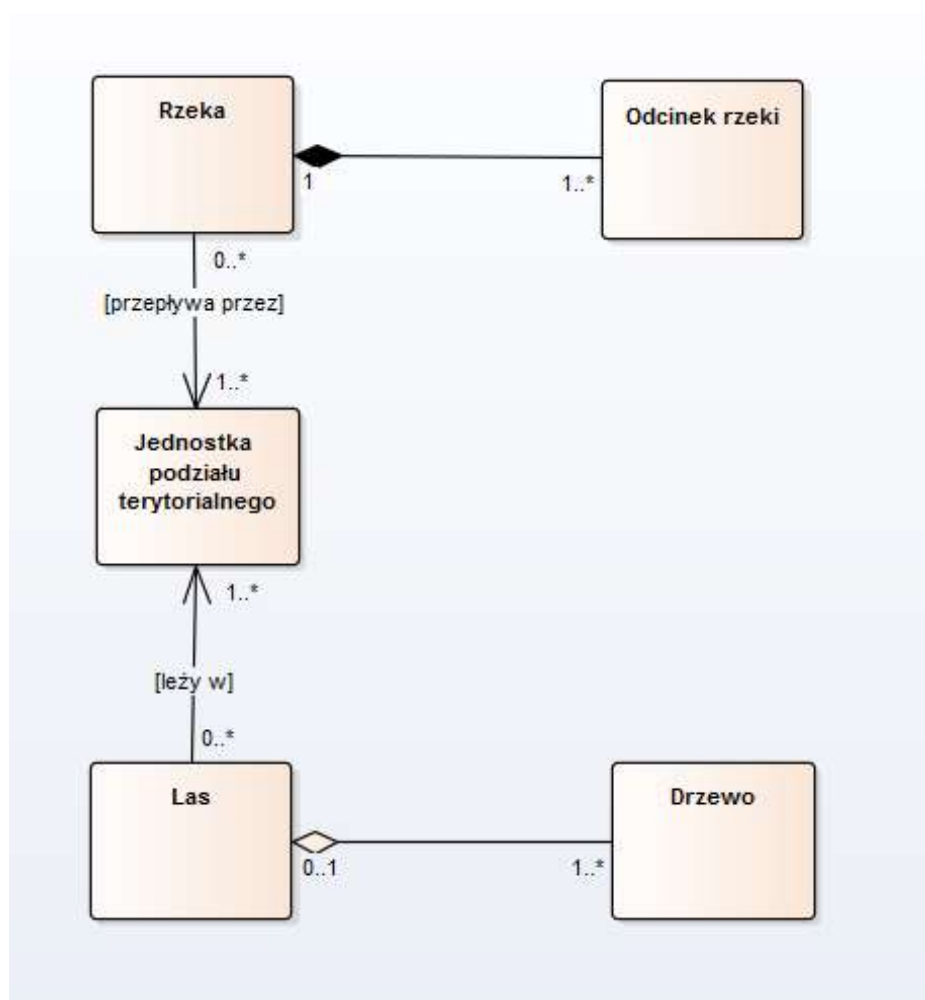 Rzeka
Odcinek rzeki
1
1..*
0..*
[przepływa przez]
1..*
Jednostka
podziału
terytorialnego
1..*
[leży w]
0..*
Las
Drzewo
0..1
1..*